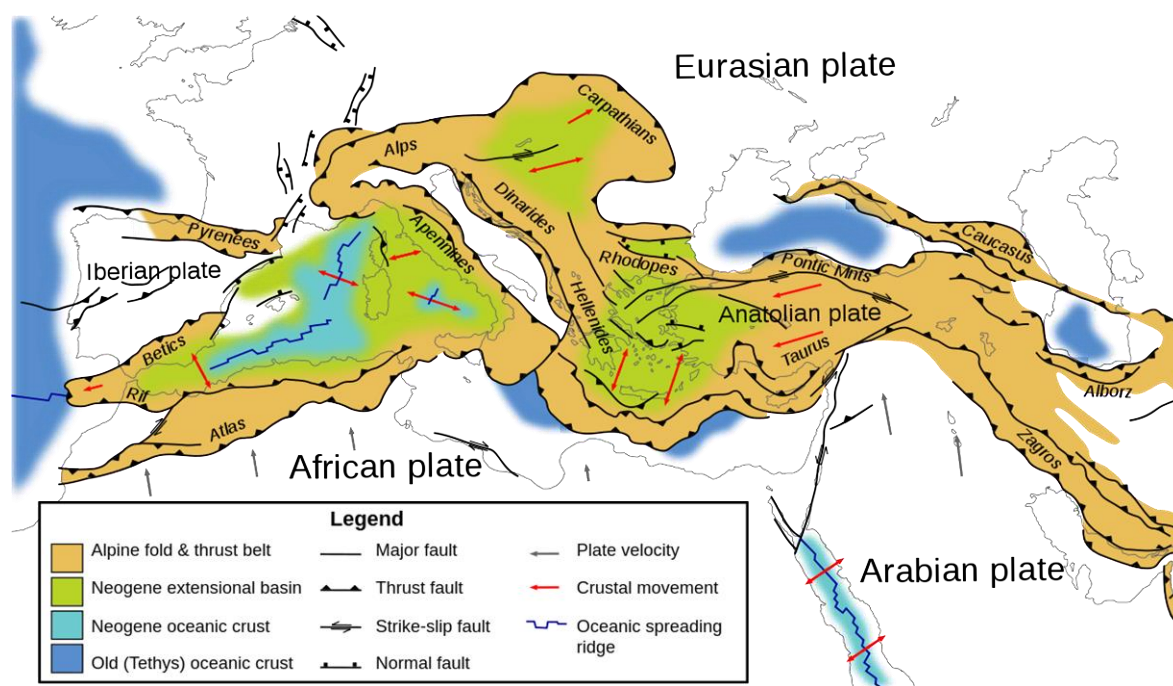 Eurasian plate
Carpathians
Alps
Dinarides
Pyrenees
Apennines
Caucasus
Iberian plate
Rhodopes
Pontic Mnts
Hellenides
Anatolian plate
Betics
Taurus
Rif
Alborz
Atlas
Zagros
African plate
Arabian plate
Legend
Alpine fold & thrust belt
Major fault
Plate velocity
Neogene extensional basin
Thrust fault
Crustal movement
Neogene oceanic crust
Strike-slip fault
Oceanic spreading
ridge
Old (Tethys) oceanic crust
Normal fault